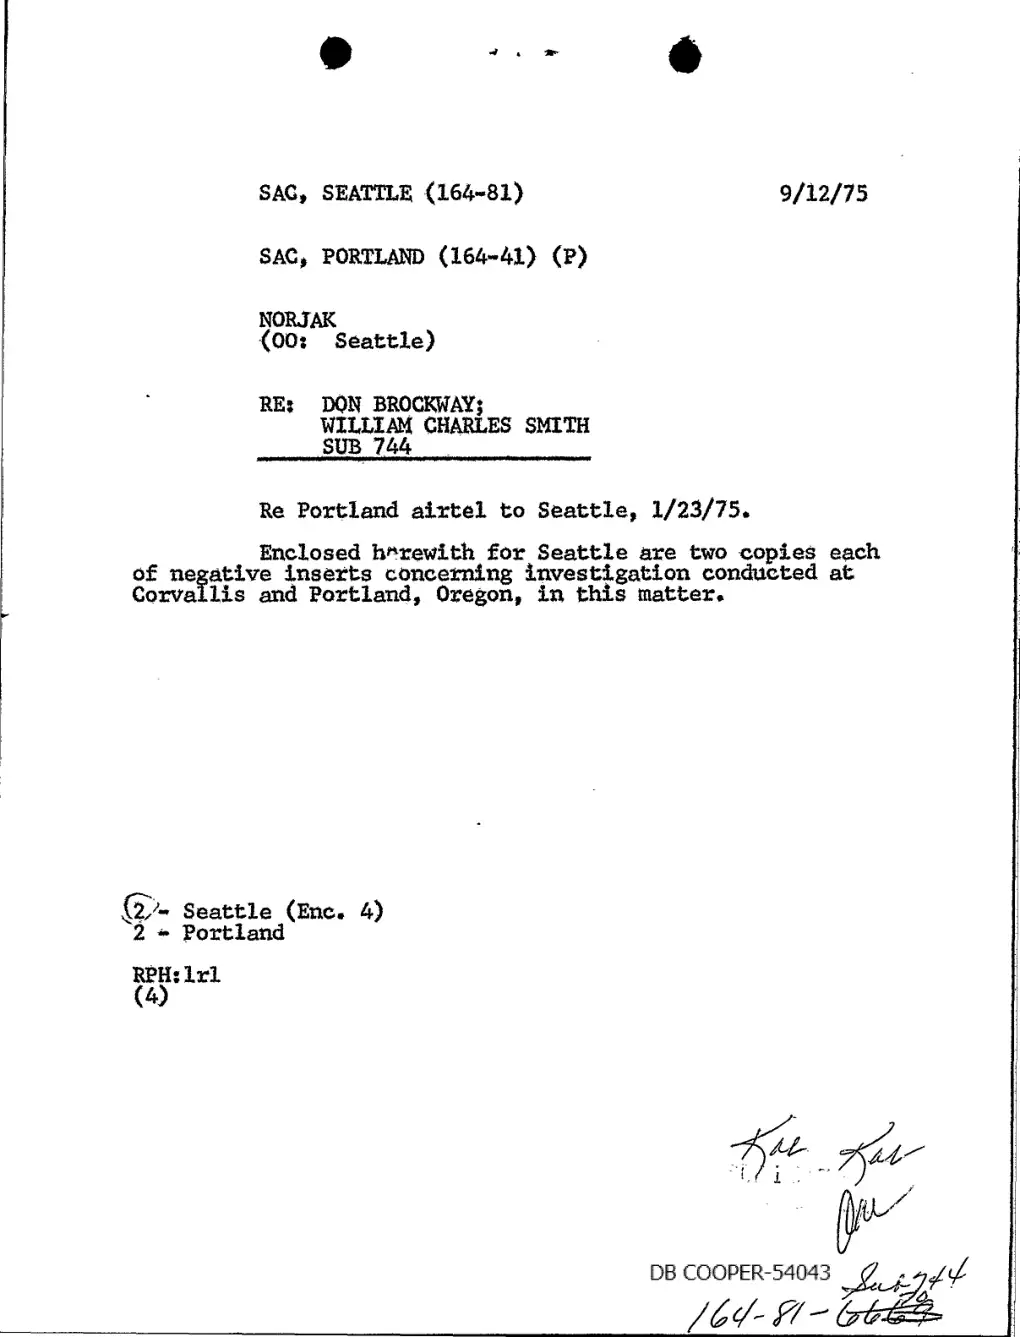 SAC, SEATTLE (164-81) 9/12/75
SAC, PORTLAND (164-41) (P)
NORJAK
(OO: Seattle)
RE: DON BROCKWAY;
WILLIAM CHARLES SMITH
SUB 744
Re Portland airtel to Seattle, 1/23/75.
Enclosed herewith for Seattle are two copies each
of negative inserts concerning investigation conducted at
Corvallis and Portland, Oregon, in this matter.
2 - Seattle (Enc. 4)
2 - Portland
RPH:lrl
(4)
DB COOPER-54043
Sub 744
164-81-